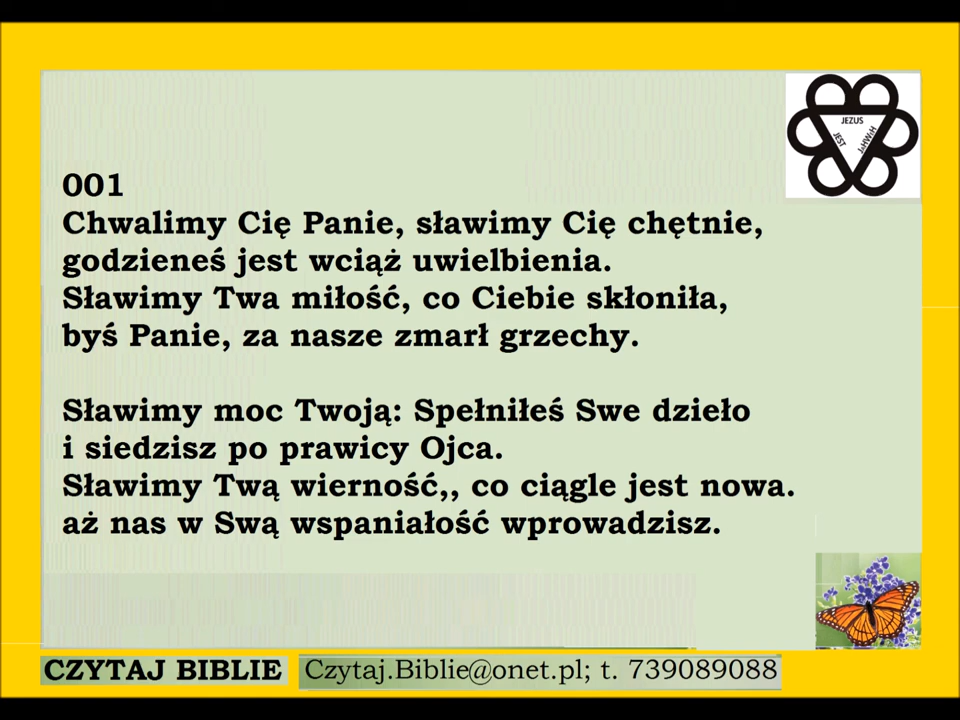 JEZUS
JEST
JaHWeH
001
Chwalimy Cię Panie, sławimy Cię chętnie,
godzieneś jest wciąż uwielbienia.
Sławimy Twa miłość, co Ciebie skłoniła,
byś Panie, za nasze zmarł grzechy.
Sławimy moc Twoją: Spełniłeś Swe dzieło
i siedzisz po prawicy Ojca.
Sławimy Twą wierność,, co ciągle jest nowa.
aż nas w Swą wspaniałość wprowadzisz.
CZYTAJ BIBLIE Czytaj.Biblie@onet.pl; t. 739089088